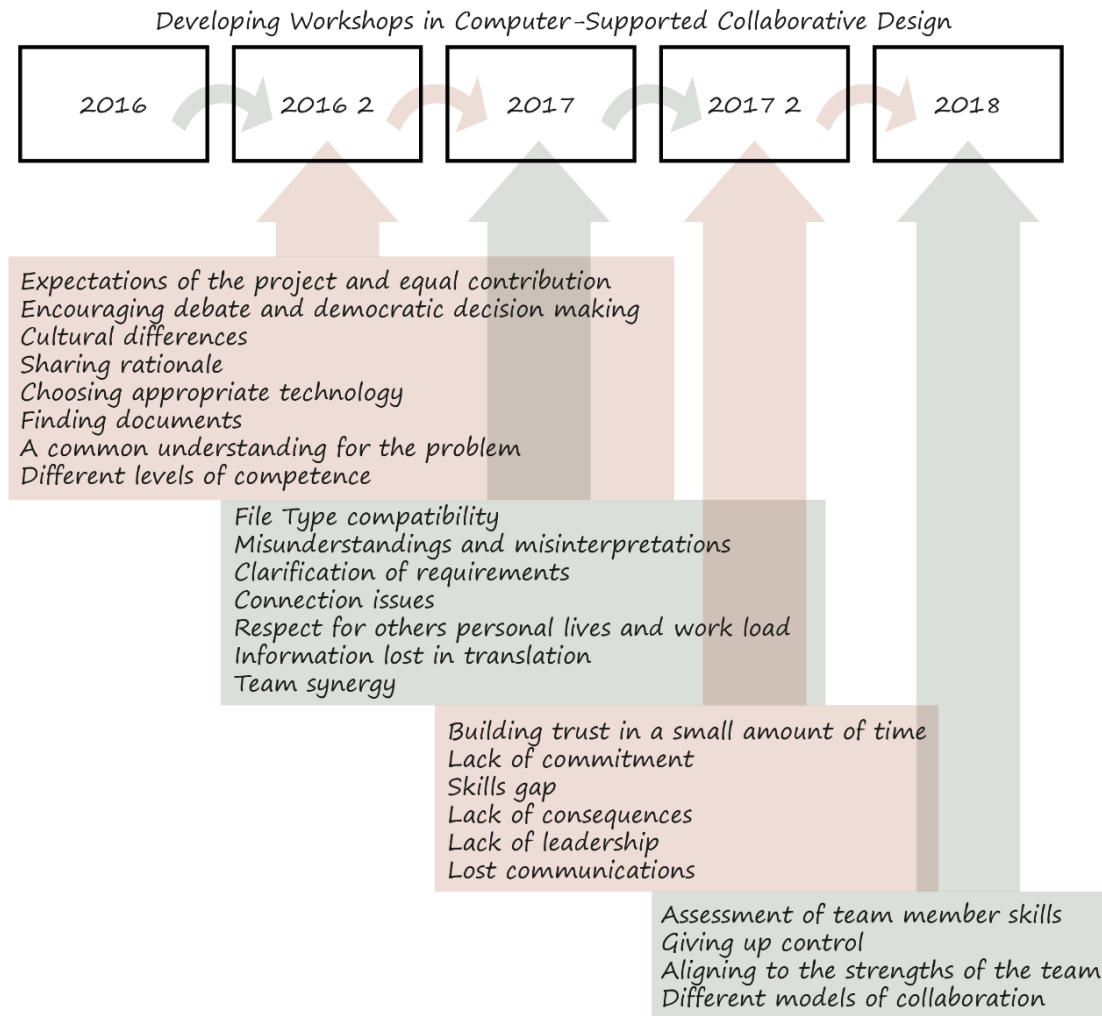 Developing Workshops in Computer-Supported Collaborative Design
2016
2016 2
2017
2017 2
2018
Expectations of the project and equal contribution
Encouraging debate and democratic decision making
Cultural differences
Sharing rationale
Choosing appropriate technology
Finding documents
A common understanding for the problem
Different levels of competence
File Type compatibility
Misunderstandings and misinterpretations
Clarification of requirements
Connection issues
Respect for others personal lives and work load
Information lost in translation
Team synergy
Building trust in a small amount of time
Lack of commitment
Skills gap
Lack of consequences
Lack of leadership
Lost communications
Assessment of team member skills
Giving up control
Aligning to the strengths of the team
Different models of collaboration